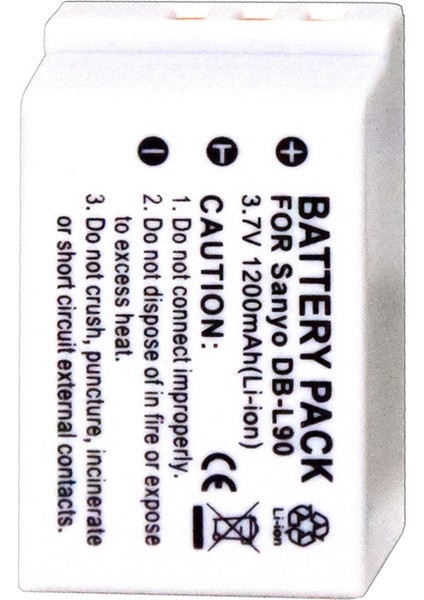 BATTERY PACK
FOR Sanyo DB-L90
3.7V 1200mAh(Li-ion)
CAUTION:
1. Do not connect improperly.
2. Do not dispose of in fire or expose
to excess heat.
3. Do not crush, puncture, incinerate
or short circuit external contacts.
+
T
−
CE
Li-ion